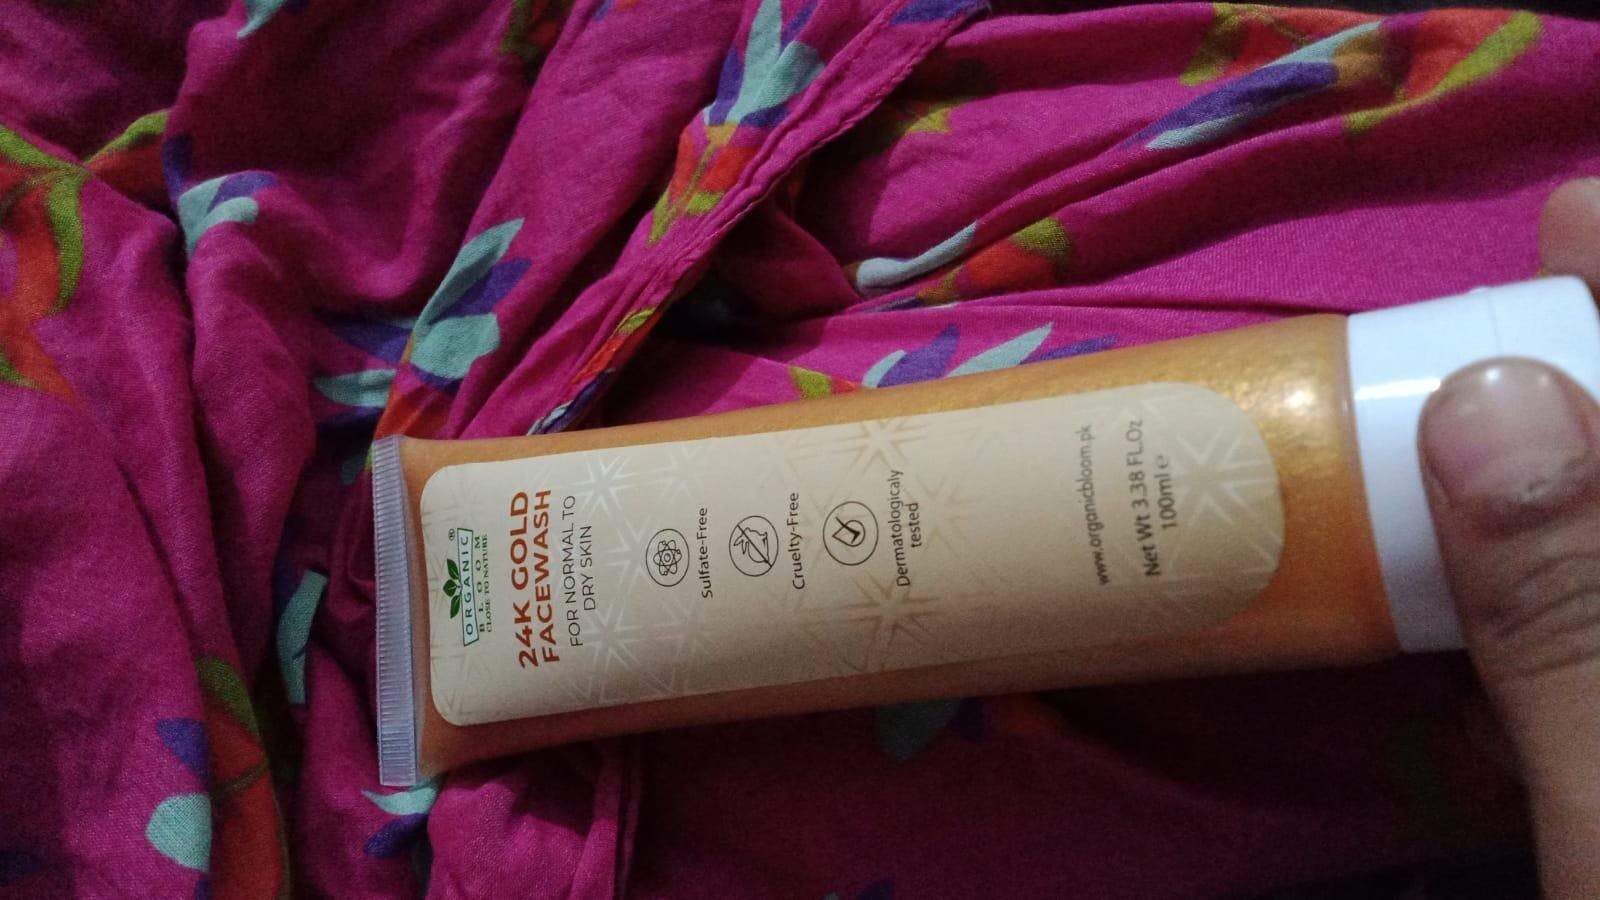 ORGANIC ®
BLOOM
CLOSE TO NATURE
24K GOLD
FACEWASH
FOR NORMAL TO
DRY SKIN
Sulfate-Free
Cruelty-Free
Dermatologicaly
tested
www.organicbloom.pk
Net Wt 3.38 FL.Oz
100ml e